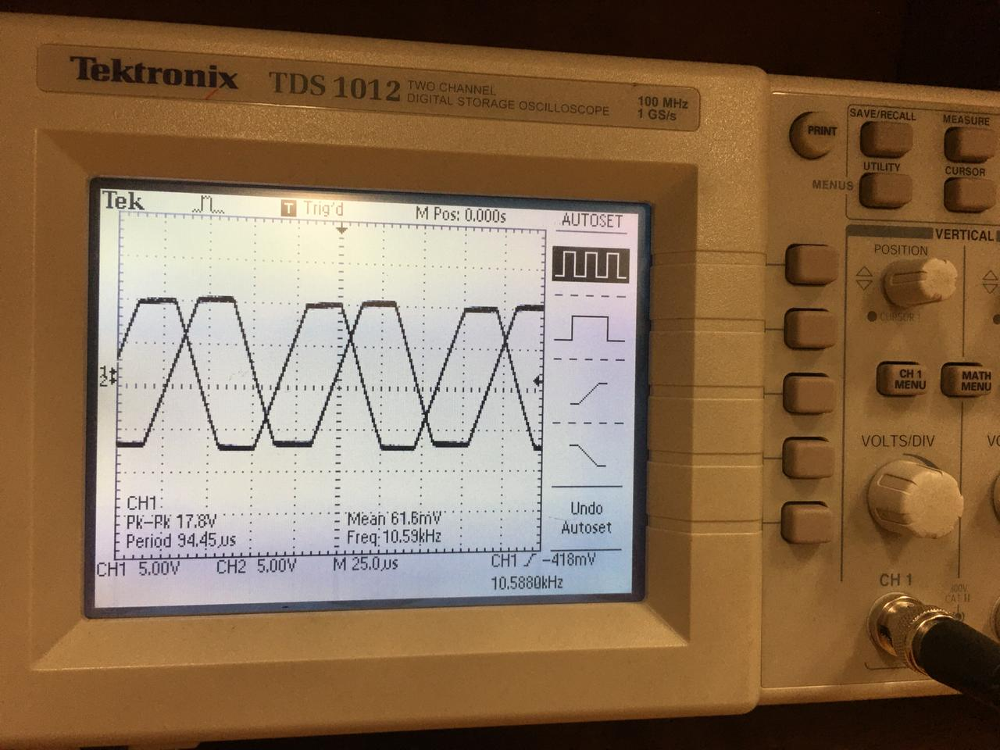 Tektronix TDS 1012 TWO CHANNEL
DIGITAL STORAGE OSCILLOSCOPE
100 MHz
1 GS/s
PRINT
SAVE/RECALL
MEASURE
UTILITY
CURSOR
MENUS
Tek
T Trig'd
M Pos: 0.000s
AUTOSET
VERTICAL
POSITION
CURSOR 1
1
2
CH 1
MENU
MATH
MENU
VOLTS/DIV
CH1
Pk-Pk 17.8V
Period 94.45µs
Mean 61.6mV
Freq 10.59kHz
Undo
Autoset
CH1 5.00V
CH2 5.00V
M 25.0µs
CH1
-418mV
10.5880kHz
CH 1
300V
CAT II